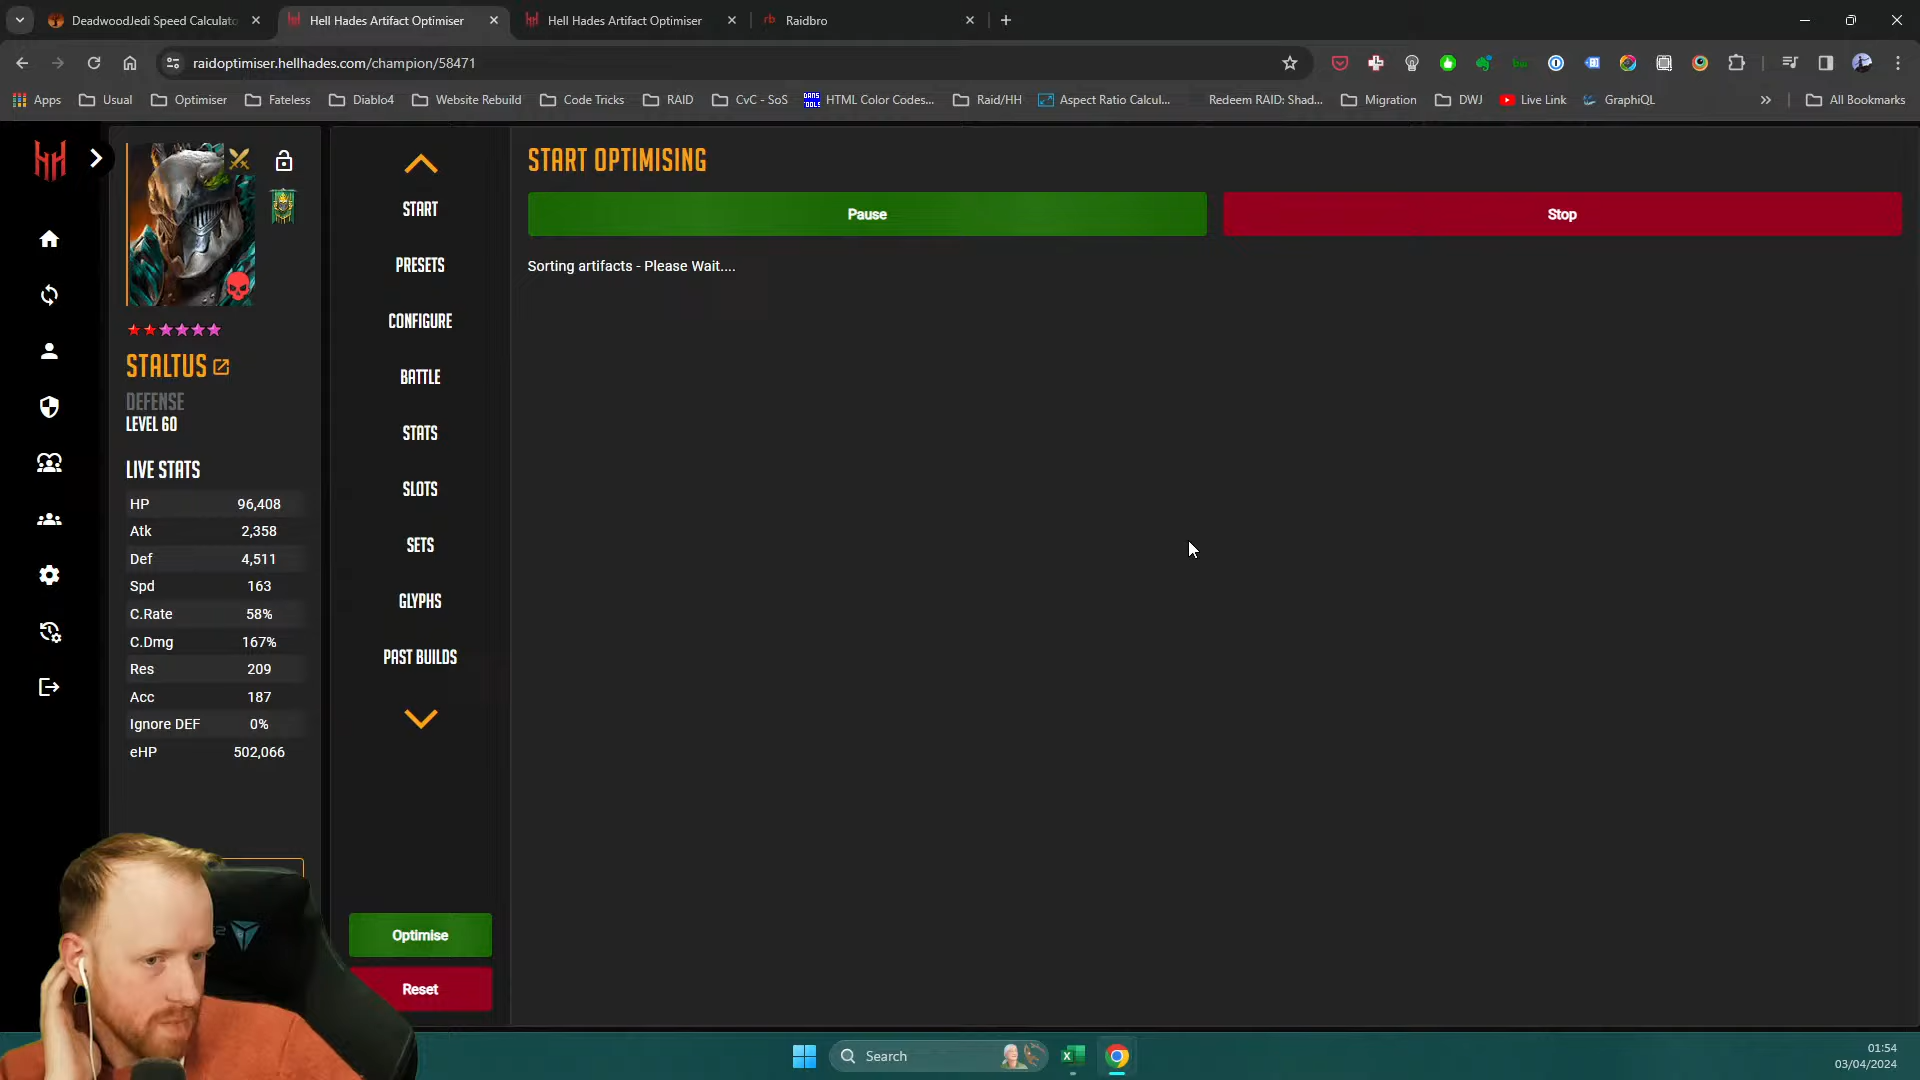 DeadwoodJedi Speed Calculato
Hell Hades Artifact Optimiser
Hell Hades Artifact Optimiser
rb Raidbro
raidoptimiser.hellhades.com/champion/58471
Apps
Usual
Optimiser
Fateless
Diablo4
Website Rebuild
Code Tricks
RAID
CvC - SoS
HTML Color Codes...
Raid/HH
Aspect Ratio Calcul...
Redeem RAID: Shad...
Migration
DWJ
Live Link
GraphiQL
All Bookmarks
STALTUS
DEFENSE
LEVEL 60
LIVE STATS
HP 96,408
Atk 2,358
Def 4,511
Spd 163
C.Rate 58%
C.Dmg 167%
Res 209
Acc 187
Ignore DEF 0%
eHP 502,066
START
PRESETS
CONFIGURE
BATTLE
STATS
SLOTS
SETS
GLYPHS
PAST BUILDS
Optimise
Reset
START OPTIMISING
Pause
Stop
Sorting artifacts - Please Wait....
Search
01:54
03/04/2024